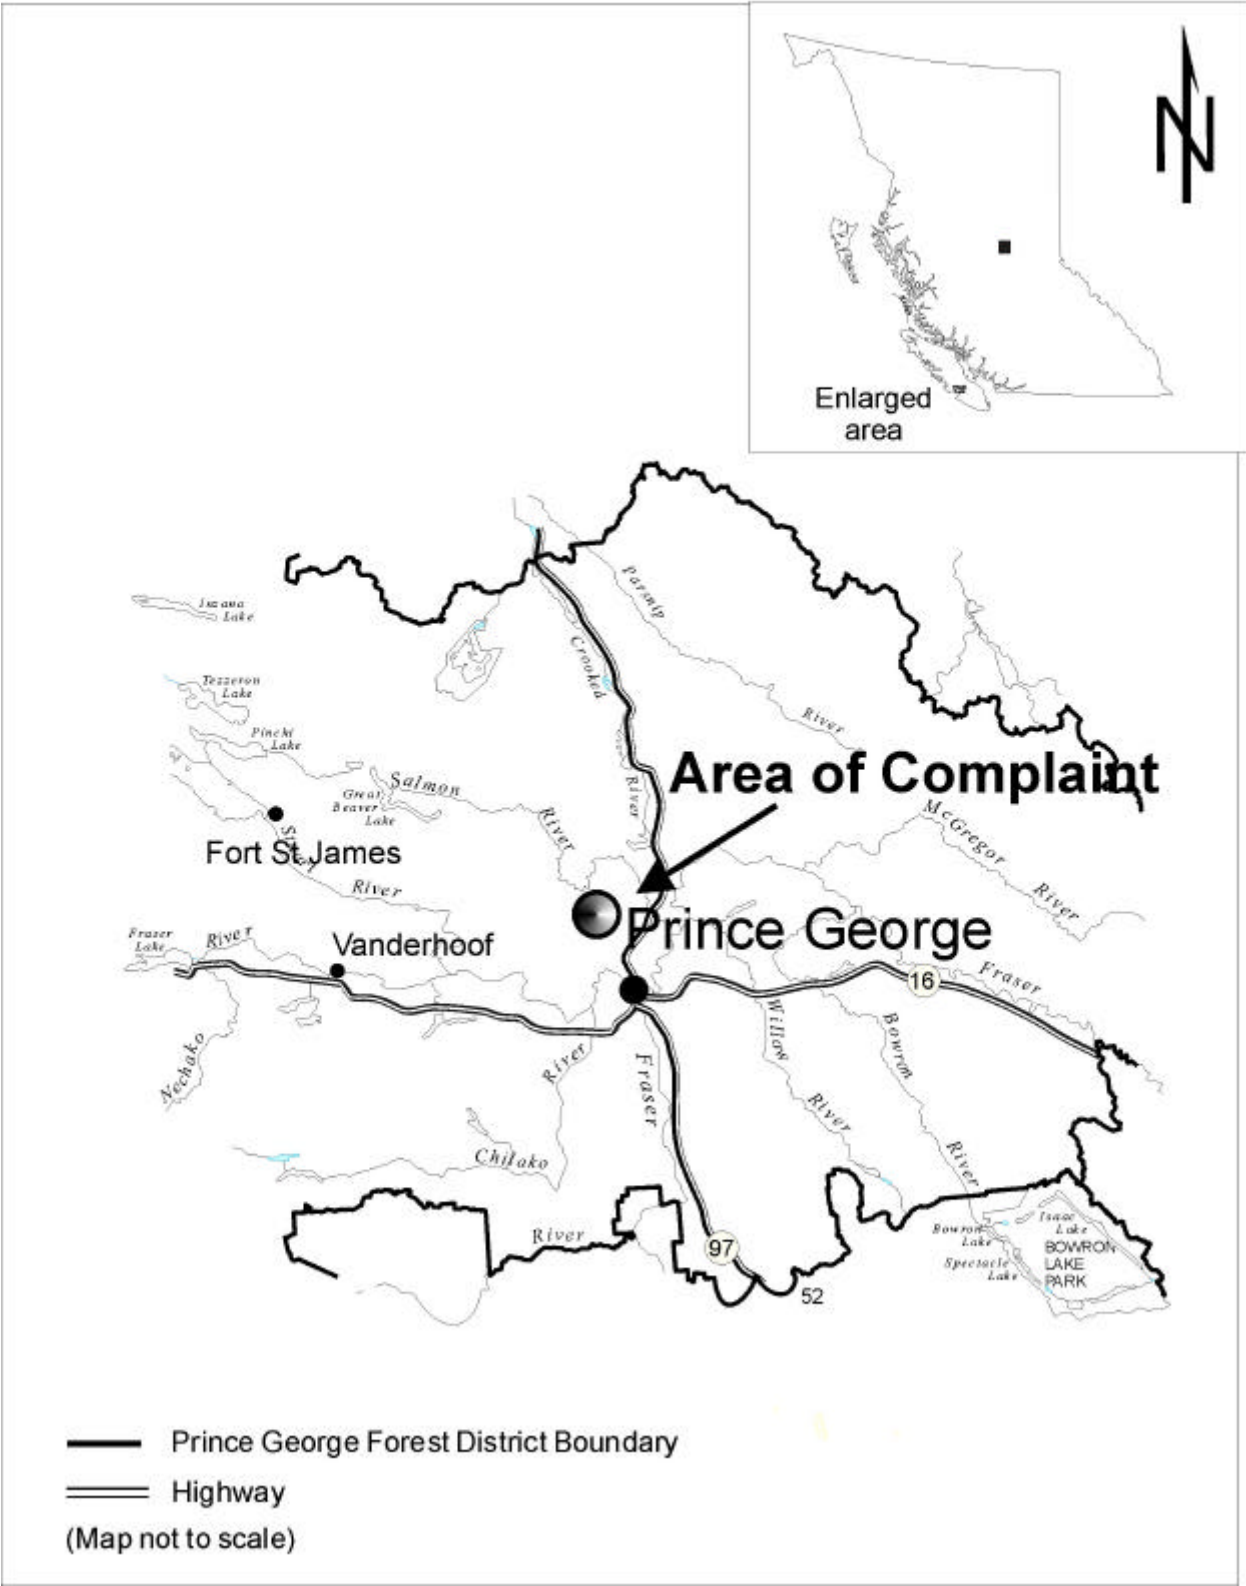 N
Enlarged
area
Parsnip
River
Inzana
Lake
Crooked
River
Tezzeron
Lake
Pinchi
Lake
Area of Complaint
Salmon
River
Great
Beaver
Lake
McGregor
River
Fort St. James
Stuart
River
Prince George
Fraser
Lake
River
Vanderhoof
16
Fraser
Nechako
Willow
River
Bowron
River
River
Fraser
Chilako
River
97
52
Bowron
Lake
Spectacle
Lake
Isaac
Lake
BOWRON
LAKE
PARK
Prince George Forest District Boundary
Highway
(Map not to scale)